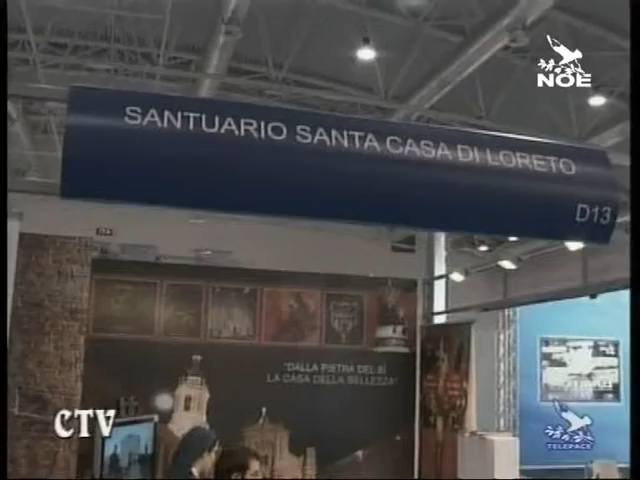 NOE
SANTUARIO SANTA CASA DI LORETO
D13
"DALLA PIETRA DEL SÌ
LA CASA DELLA BELLEZZA"
CTV
TELEPACE